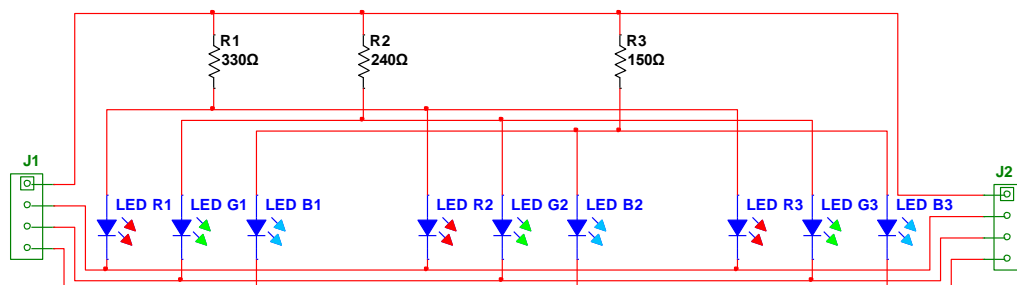 R1
330Ω
R2
240Ω
R3
150Ω
J1
J2
LED R1
LED G1
LED B1
LED R2
LED G2
LED B2
LED R3
LED G3
LED B3